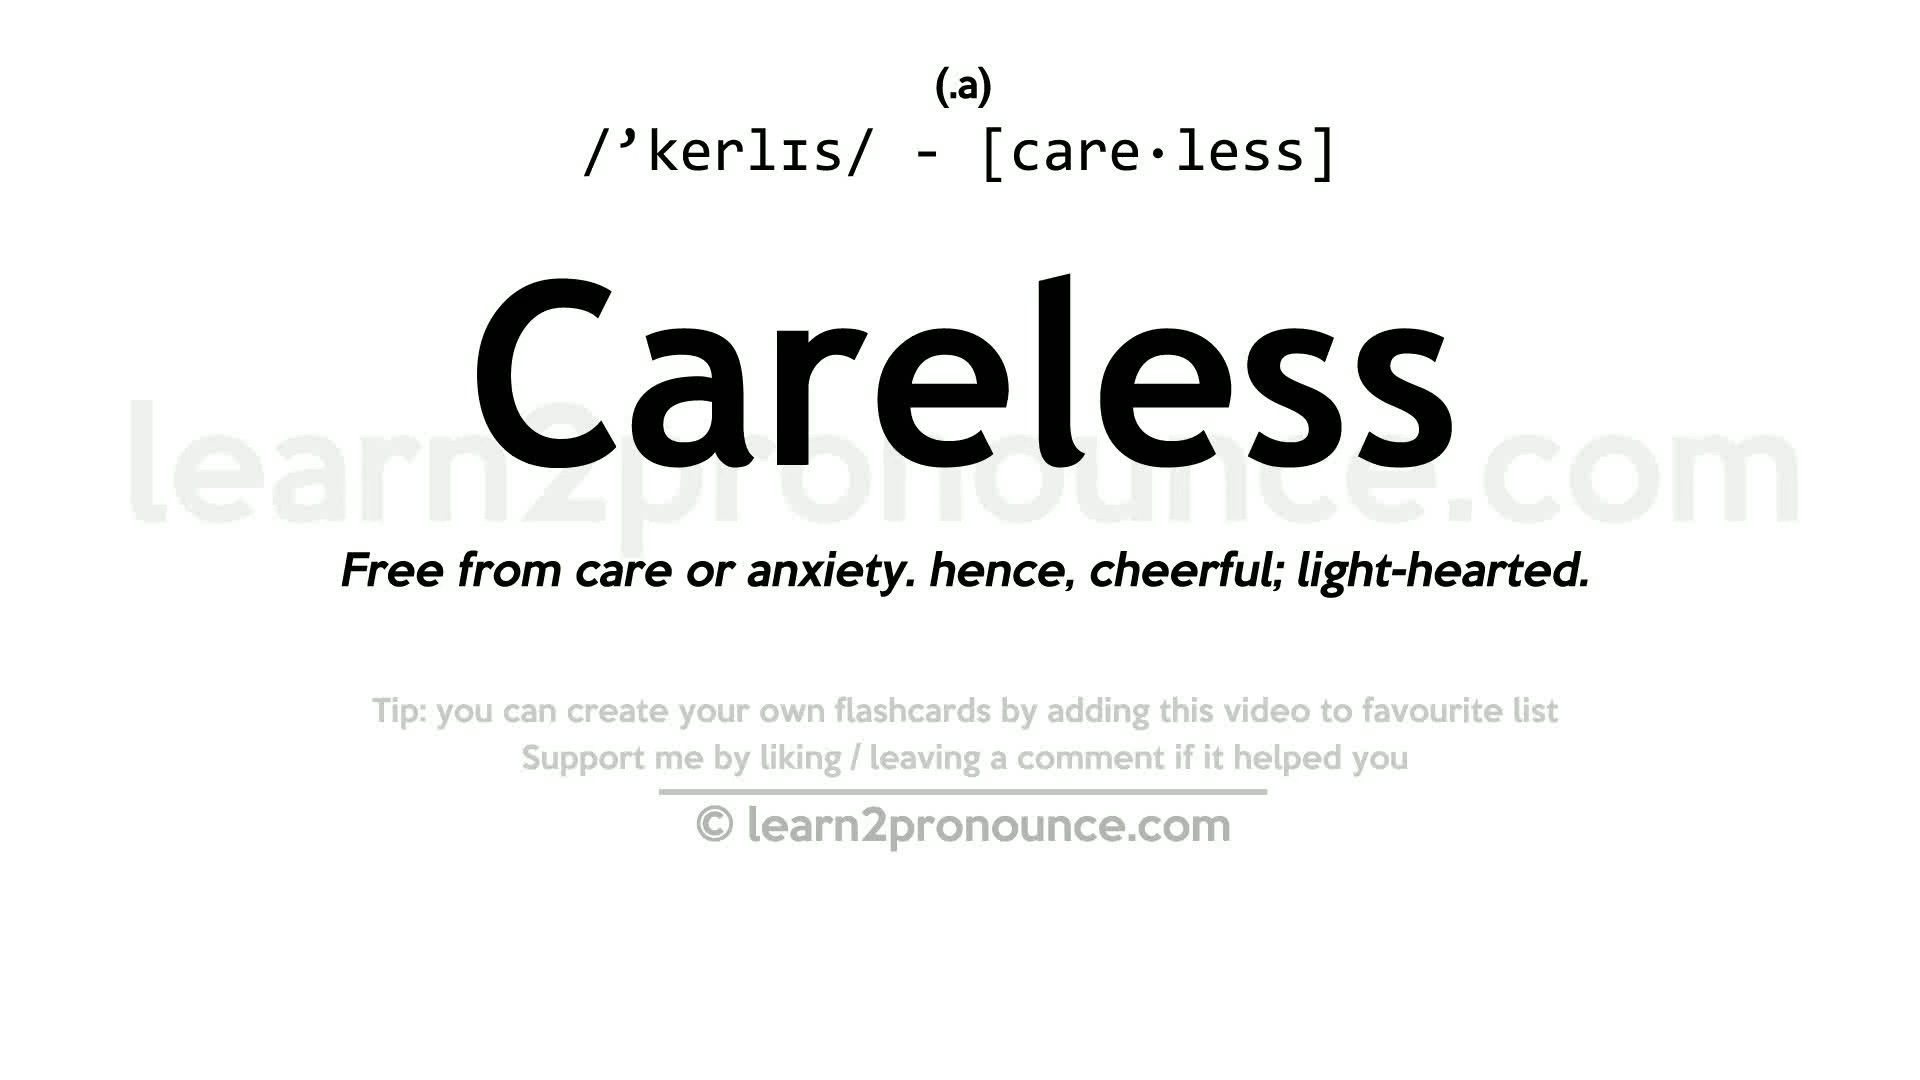 (.a)
/’kerlɪs/ - [care·less]
Careless
learn2pronounce.com
Free from care or anxiety. hence, cheerful; light-hearted.
Tip: you can create your own flashcards by adding this video to favourite list
Support me by liking / leaving a comment if it helped you
© learn2pronounce.com